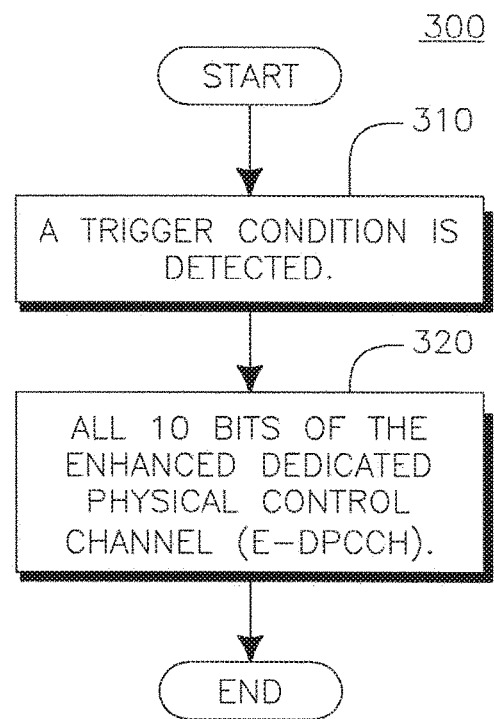 300
START
310
A TRIGGER CONDITION IS
DETECTED.
320
ALL 10 BITS OF THE
ENHANCED DEDICATED
PHYSICAL CONTROL
CHANNEL (E-DPCCH).
END